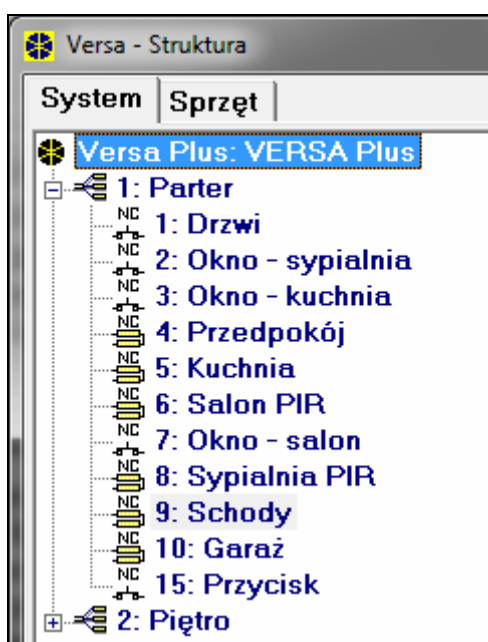 Versa - Struktura
System Sprzęt
Versa Plus: VERSA Plus
1: Parter
NC 1: Drzwi
NC 2: Okno - sypialnia
NC 3: Okno - kuchnia
NC 4: Przedpokój
NC 5: Kuchnia
NC 6: Salon PIR
NC 7: Okno - salon
NC 8: Sypialnia PIR
NC 9: Schody
NC 10: Garaż
NC 15: Przycisk
2: Piętro